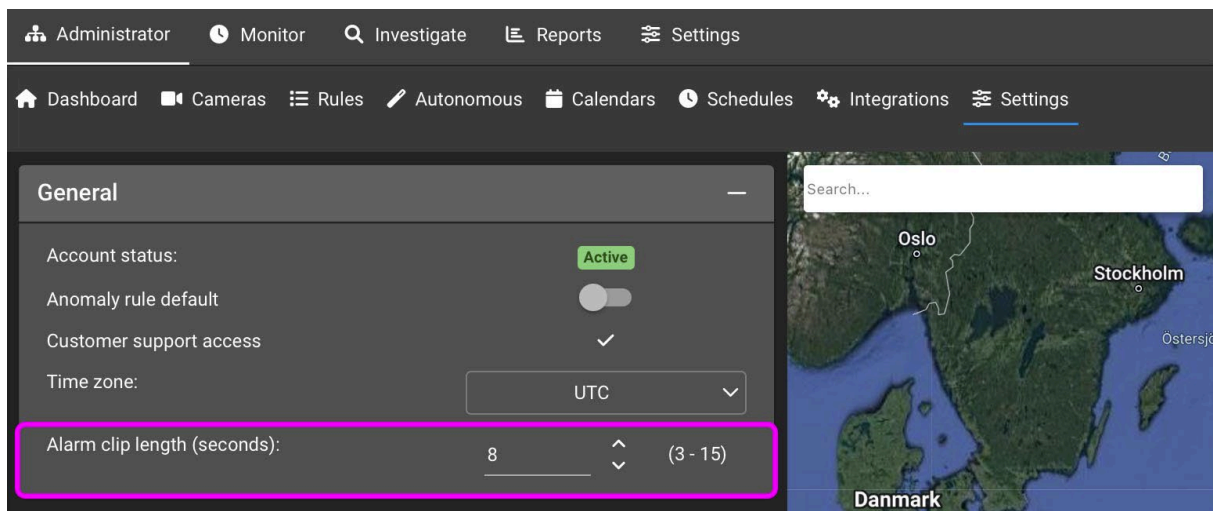 Administrator Monitor Investigate Reports Settings
Dashboard Cameras Rules Autonomous Calendars Schedules Integrations Settings
General
Account status: Active
Anomaly rule default
Customer support access
Time zone: UTC
Alarm clip length (seconds): 8 (3 - 15)
Search...
Oslo
Stockholm
Danmark